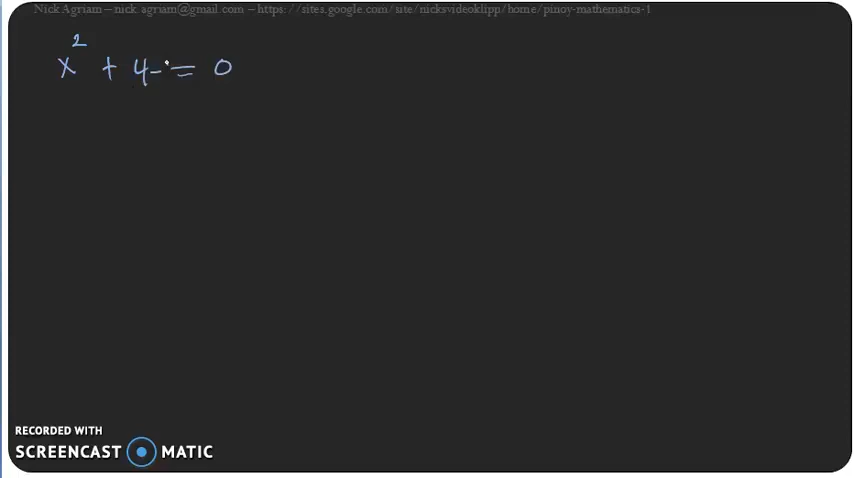 Nick Agriam – nick.agriam@gmail.com – https://sites.google.com/site/nicksvideoklipp/home/pinoy-mathematics-1
x² + 4 = 0
RECORDED WITH
SCREENCAST MATIC